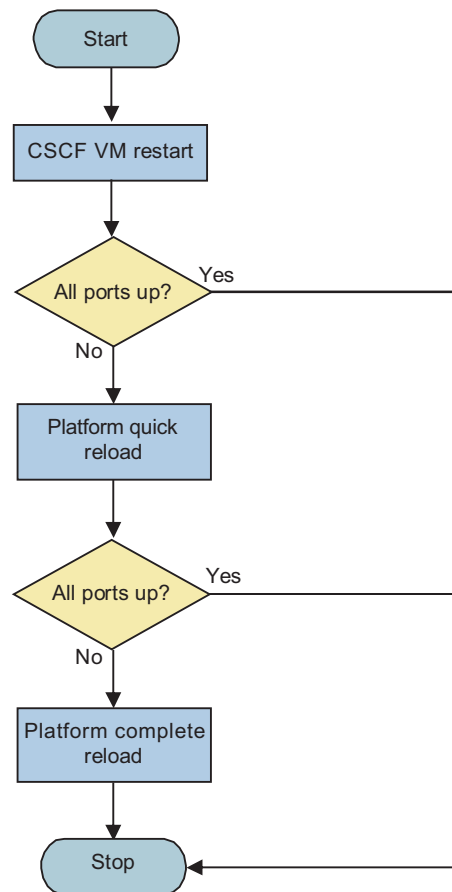 Start
CSCF VM restart
All ports up?
Yes
No
Platform quick
reload
All ports up?
Yes
No
Platform complete
reload
Stop